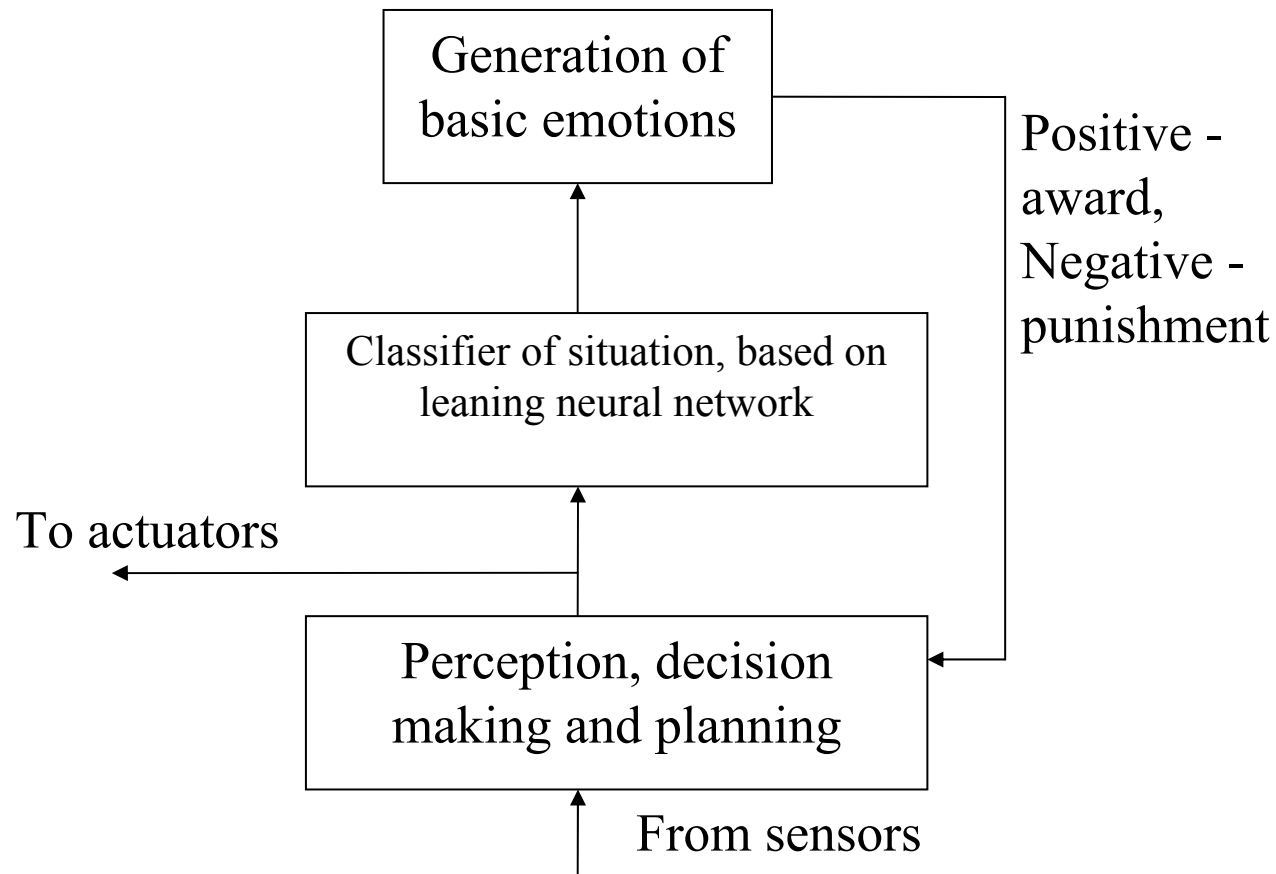 Generation of
basic emotions
Positive -
award,
Negative -
punishment
Classifier of situation, based on
leaning neural network
To actuators
Perception, decision
making and planning
From sensors